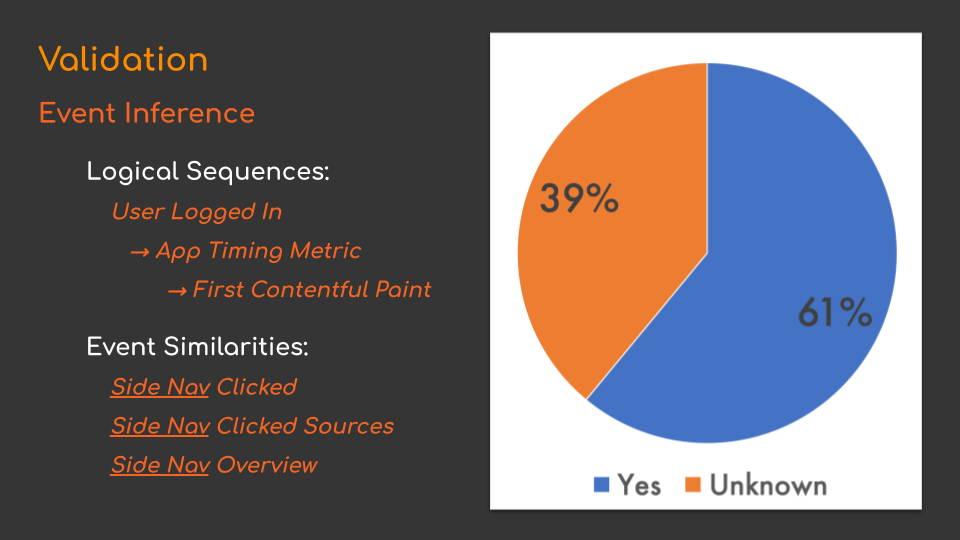 Validation
Event Inference
Logical Sequences:
User Logged In
→ App Timing Metric
→ First Contentful Paint
Event Similarities:
Side Nav Clicked
Side Nav Clicked Sources
Side Nav Overview
39%
61%
Yes Unknown